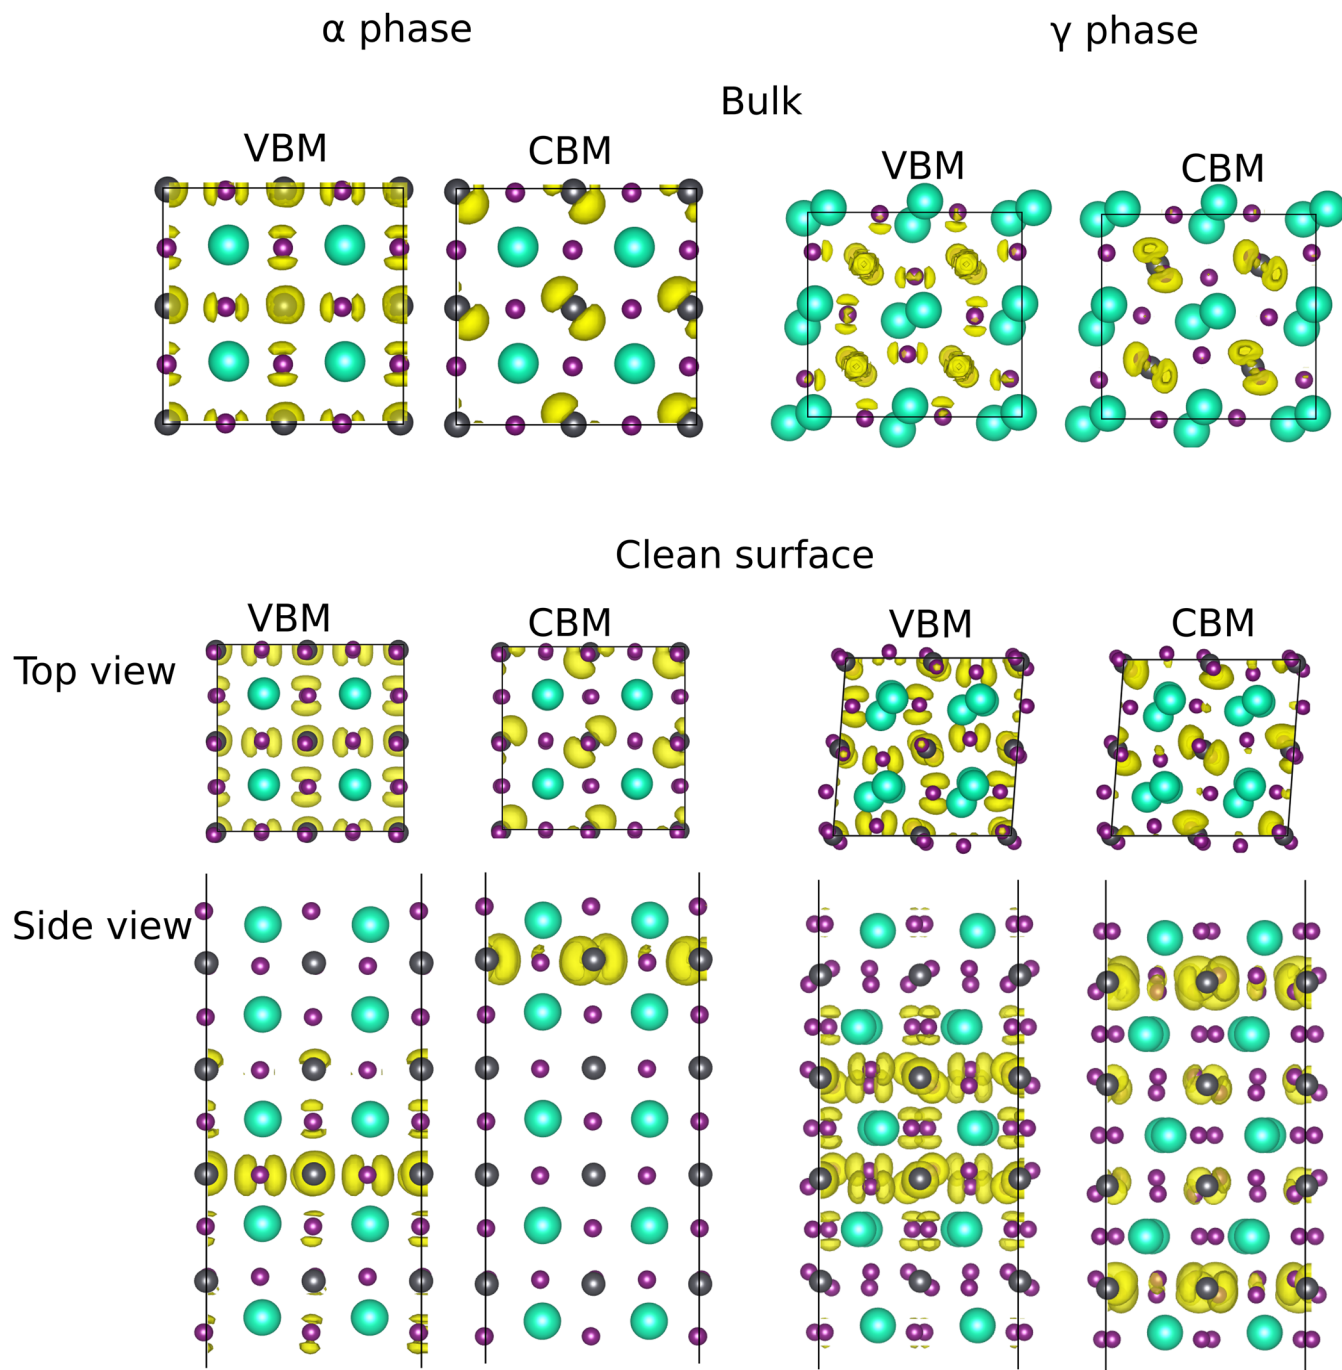 α phase
γ phase
Bulk
VBM
CBM
VBM
CBM
Clean surface
VBM
CBM
VBM
CBM
Top view
Side view